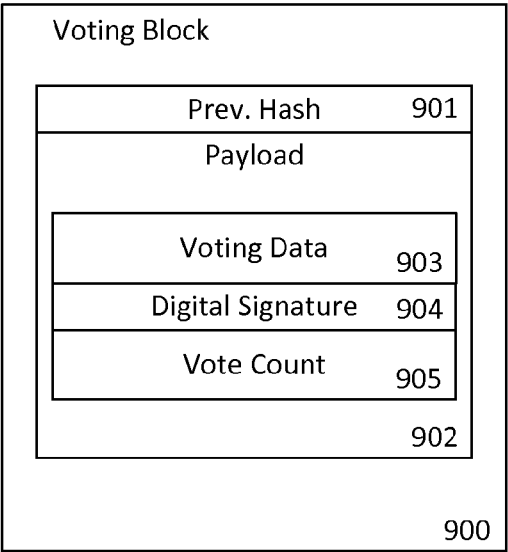 Voting Block
Prev. Hash 901
Payload
Voting Data 903
Digital Signature 904
Vote Count 905
902
900